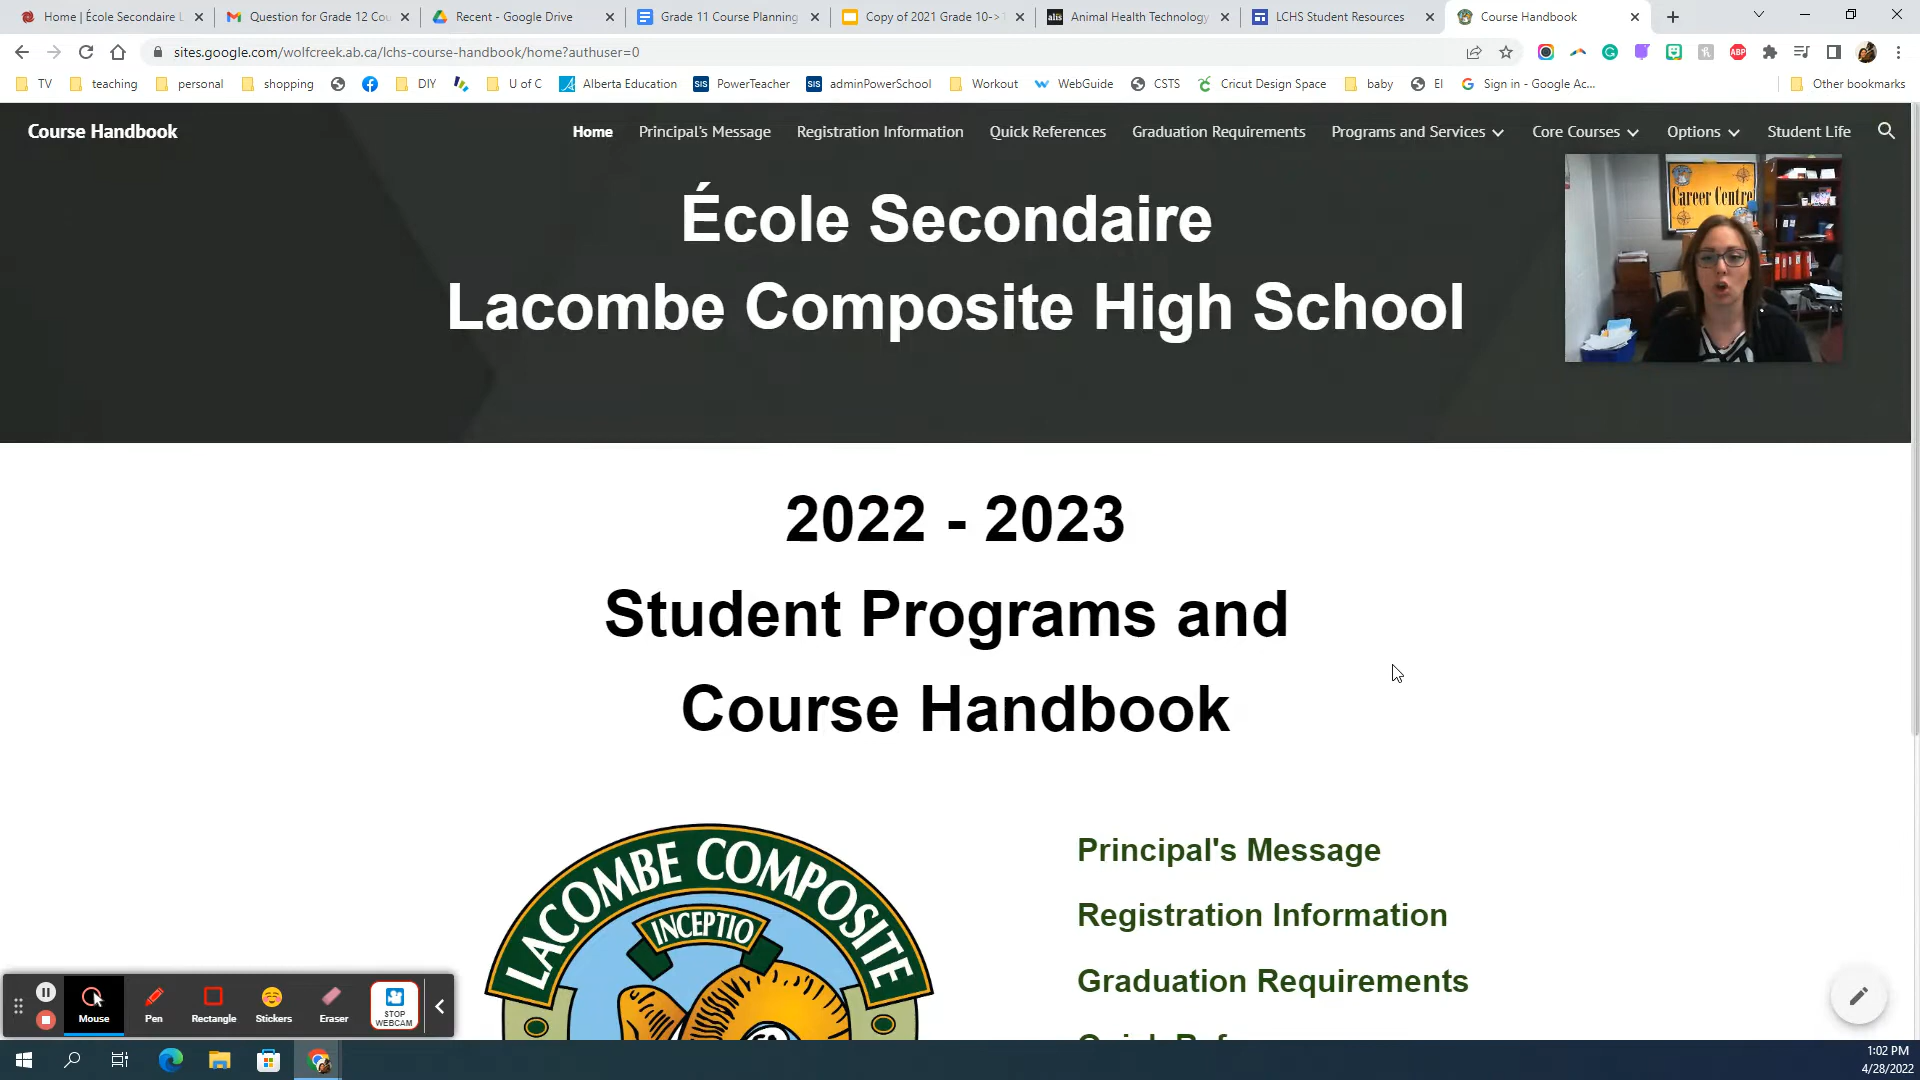 Home | École Secondaire L
Question for Grade 12 Cou
Recent - Google Drive
Grade 11 Course Planning
Copy of 2021 Grade 10->
alis
Animal Health Technology
LCHS Student Resources
Course Handbook
sites.google.com/wolfcreek.ab.ca/lchs-course-handbook/home?authuser=0
TV
teaching
personal
shopping
DIY
U of C
Alberta Education
SIS
PowerTeacher
SIS
adminPowerSchool
Workout
WebGuide
CSTS
Cricut Design Space
baby
EI
Sign in - Google Ac...
Other bookmarks
ABP
Course Handbook
Home
Principal's Message
Registration Information
Quick References
Graduation Requirements
Programs and Services
Core Courses
Options
Student Life
École Secondaire
Lacombe Composite High School
Career Centre
2022 - 2023
Student Programs and
Course Handbook
LACOMBE COMPOSITE
INCEPTIO
Principal's Message
Registration Information
Graduation Requirements
Mouse
Pen
Rectangle
Stickers
Eraser
STOP
WEBCAM
1:02 PM
4/28/2022